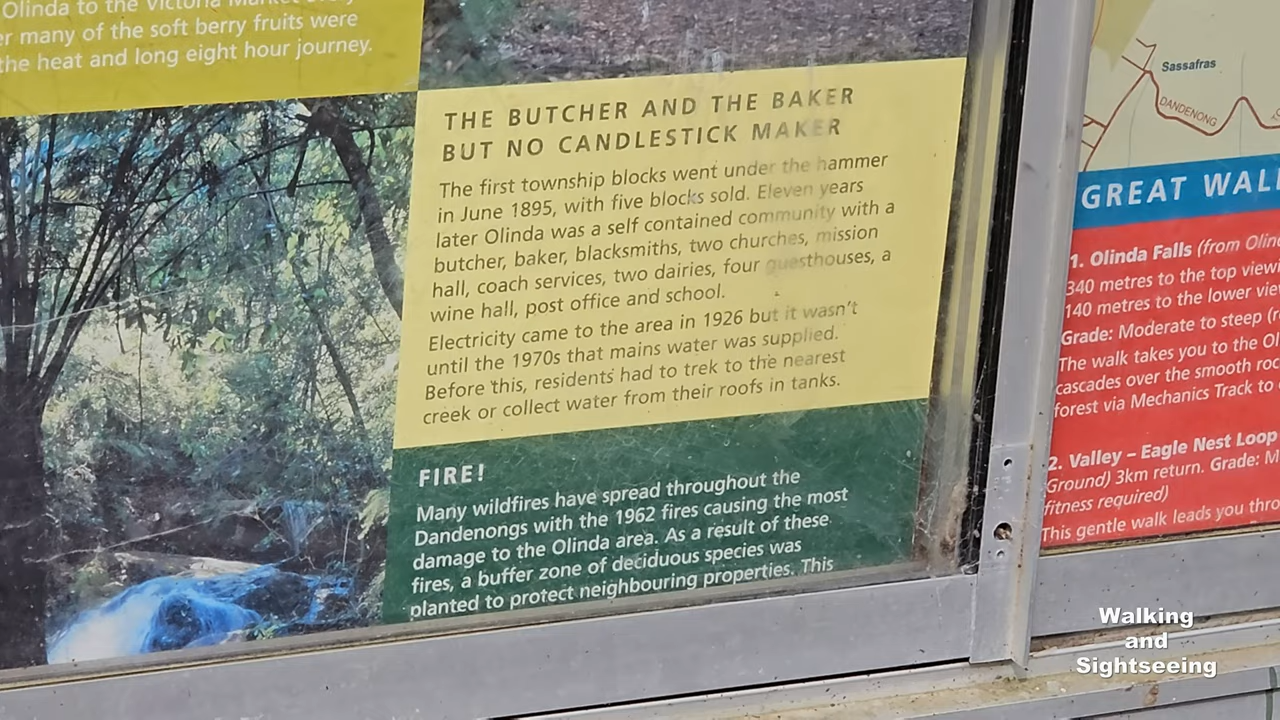 Olinda to the Victoria Market
many of the soft berry fruits were
the heat and long eight hour journey.
THE BUTCHER AND THE BAKER
BUT NO CANDLESTICK MAKER
The first township blocks went under the hammer
in June 1895, with five blocks sold. Eleven years
later Olinda was a self contained community with a
butcher, baker, blacksmiths, two churches, mission
hall, coach services, two dairies, four guesthouses, a
wine hall, post office and school.
Electricity came to the area in 1926 but it wasn't
until the 1970s that mains water was supplied.
Before this, residents had to trek to the nearest
creek or collect water from their roofs in tanks.
FIRE!
Many wildfires have spread throughout the
Dandenongs with the 1962 fires causing the most
damage to the Olinda area. As a result of these
fires, a buffer zone of deciduous species was
planted to protect neighbouring properties. This
Sassafras
DANDENONG
GREAT WAL
1. Olinda Falls (from Olin
340 metres to the top viewi
140 metres to the lower vie
Grade: Moderate to steep (r
The walk takes you to the Ol
cascades over the smooth roc
forest via Mechanics Track to
2. Valley – Eagle Nest Loop
Ground) 3km return. Grade: M
fitness required)
This gentle walk leads you thro
Walking
and
Sightseeing